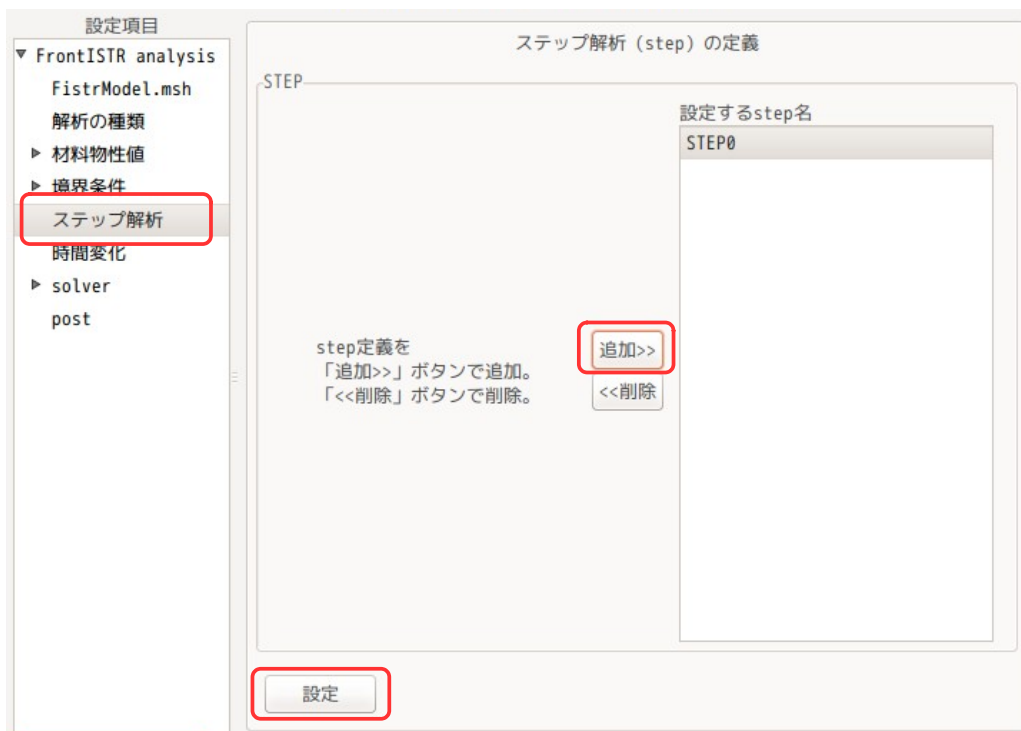 設定項目
FrontISTR analysis
FistrModel.msh
解析の種類
材料物性値
境界条件
ステップ解析
時間変化
solver
post
ステップ解析 (step) の定義
STEP
設定するstep名
STEP0
step定義を
「追加>>」ボタンで追加。
「<<削除」ボタンで削除。
追加>>
<<削除
設定